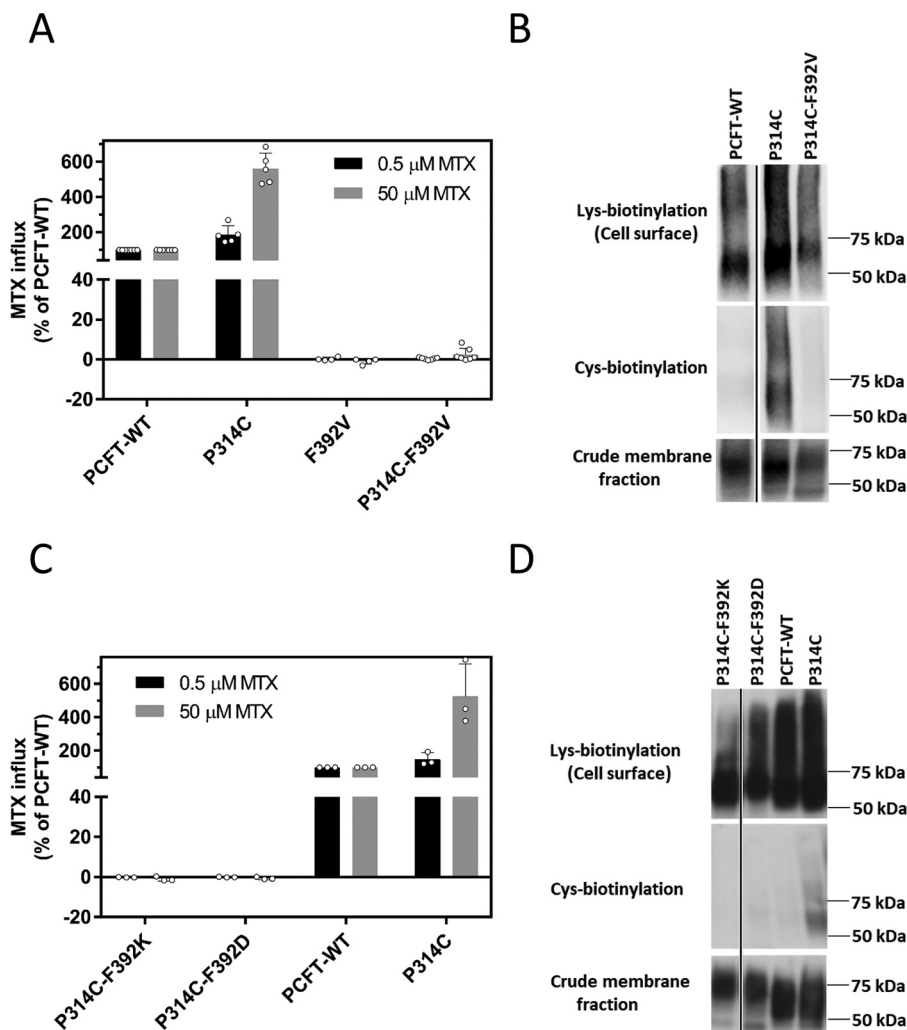 A
MTX influx
(% of PCFT-WT)
600
400
200
40
20
0
-20
0.5 μM MTX
50 μM MTX
PCFT-WT
P314C
F392V
P314C-F392V
B
PCFT-WT
P314C
P314C-F392V
Lys-biotinylation
(Cell surface)
75 kDa
50 kDa
Cys-biotinylation
75 kDa
50 kDa
Crude membrane
fraction
75 kDa
50 kDa
C
MTX influx
(% of PCFT-WT)
600
400
200
40
20
0
-20
0.5 μM MTX
50 μM MTX
P314C-F392K
P314C-F392D
PCFT-WT
P314C
D
P314C-F392K
P314C-F392D
PCFT-WT
P314C
Lys-biotinylation
(Cell surface)
75 kDa
50 kDa
Cys-biotinylation
75 kDa
50 kDa
Crude membrane
fraction
75 kDa
50 kDa